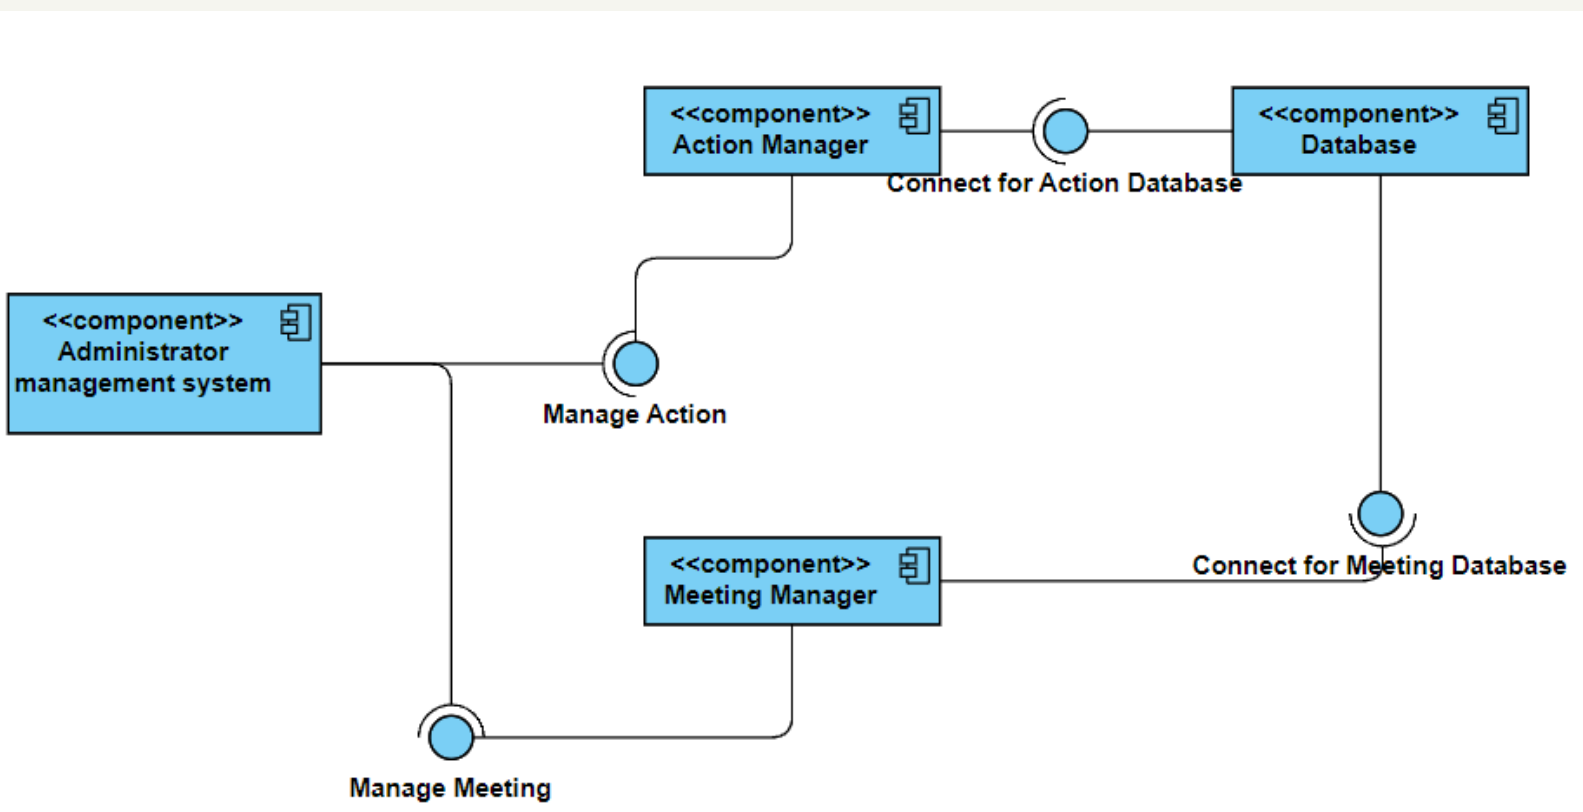 <<component>>
Action Manager
<<component>>
Database
Connect for Action Database
<<component>>
Administrator
management system
Manage Action
<<component>>
Meeting Manager
Connect for Meeting Database
Manage Meeting